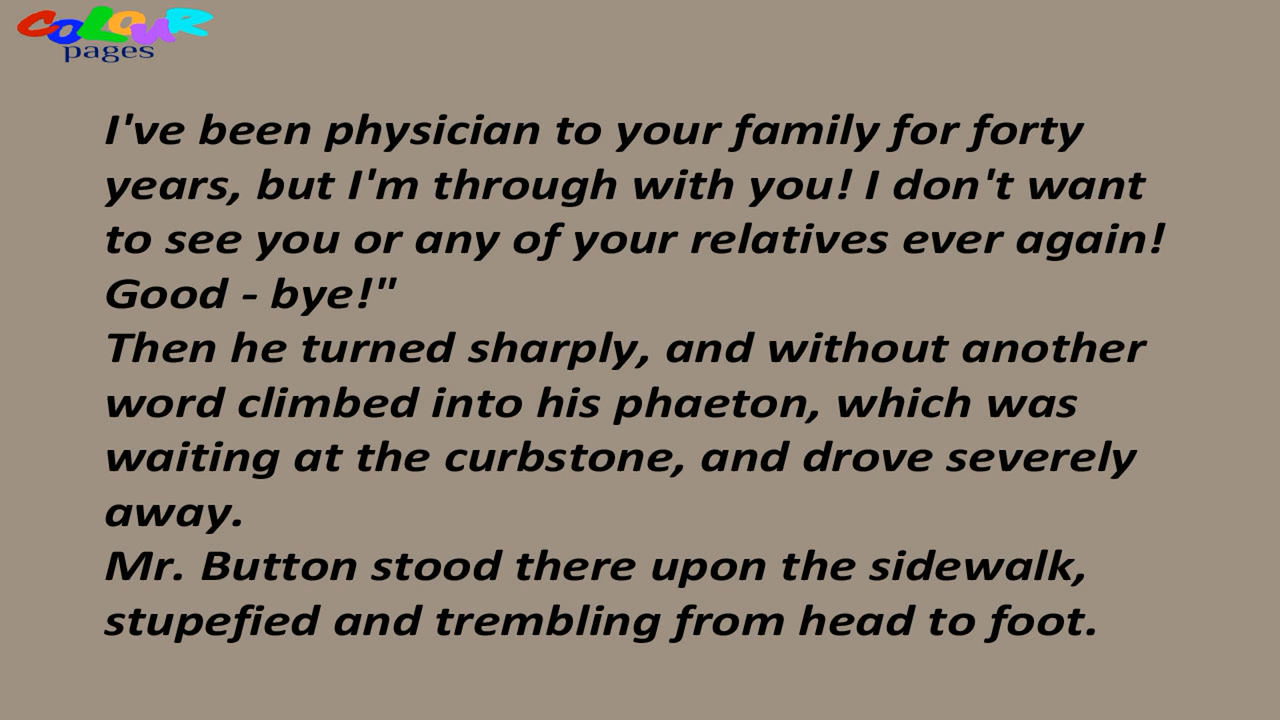 COLOUR
pages
I've been physician to your family for forty
years, but I'm through with you! I don't want
to see you or any of your relatives ever again!
Good - bye!"
Then he turned sharply, and without another
word climbed into his phaeton, which was
waiting at the curbstone, and drove severely
away.
Mr. Button stood there upon the sidewalk,
stupefied and trembling from head to foot.